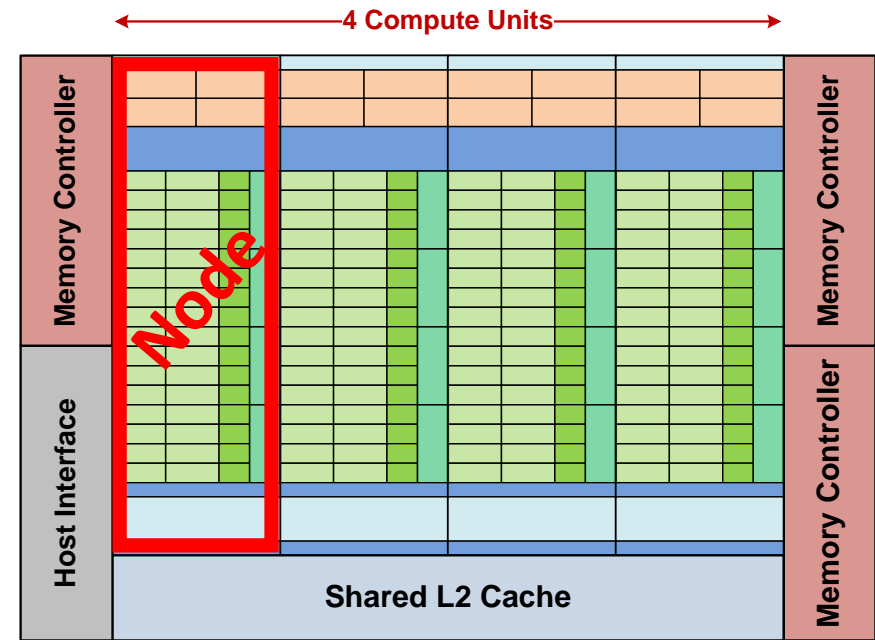 4 Compute Units
Memory Controller
Host Interface
Node
Memory Controller
Memory Controller
Shared L2 Cache